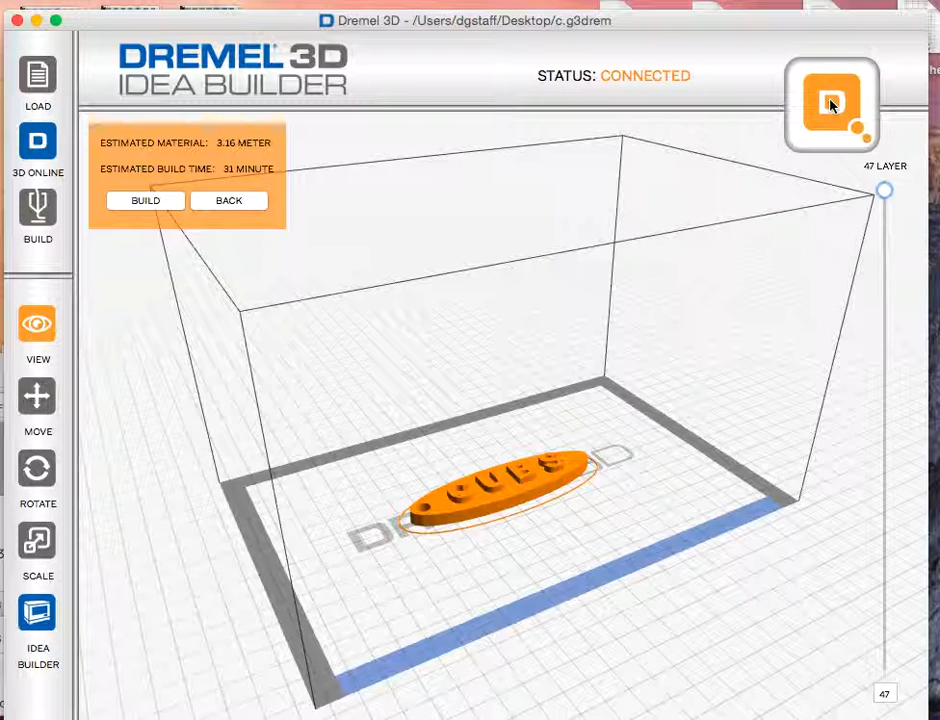 Dremel 3D - /Users/dgstaff/Desktop/c.g3drem
DREMEL 3D
IDEA BUILDER
STATUS: CONNECTED
D
LOAD
D
3D ONLINE
BUILD
ESTIMATED MATERIAL: 3.16 METER
ESTIMATED BUILD TIME: 31 MINUTE
BUILD BACK
47 LAYER
VIEW
MOVE
ROTATE
SCALE
IDEA
BUILDER
CUBS
47